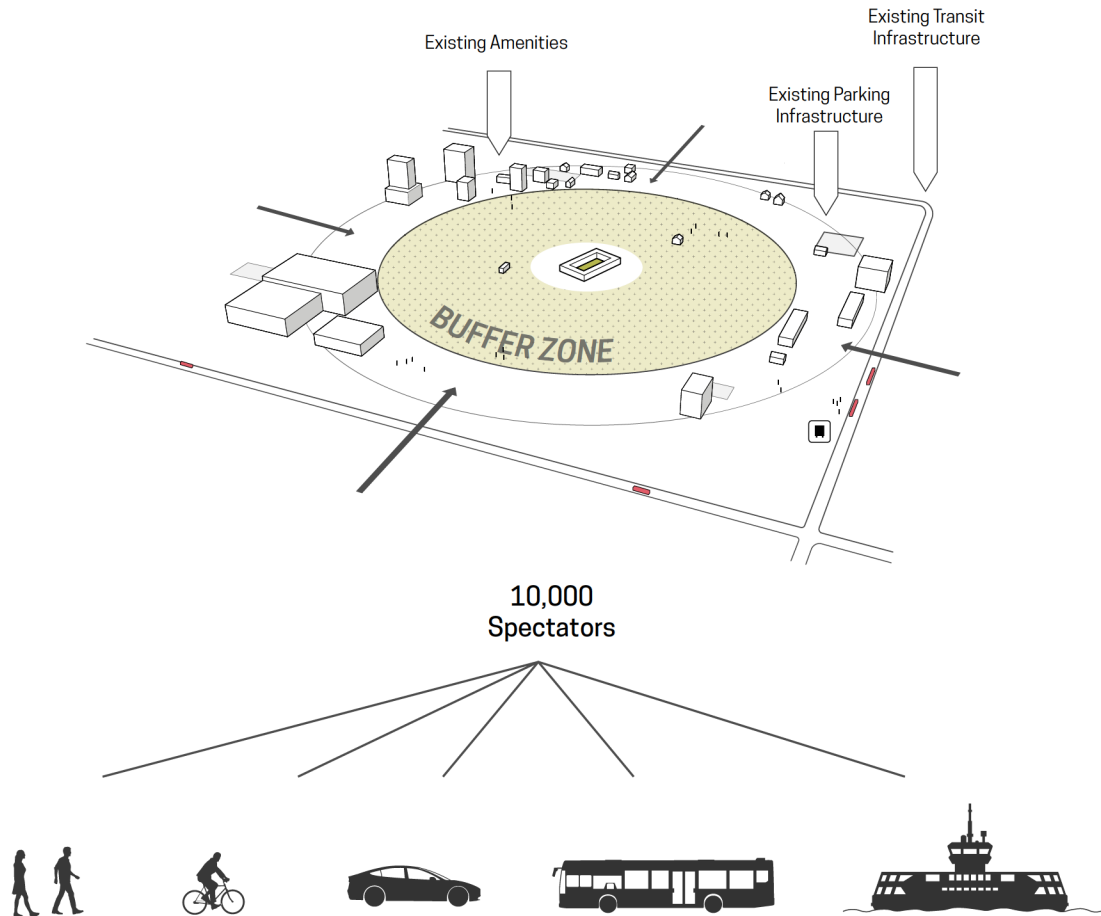 Existing Transit
Infrastructure
Existing Amenities
Existing Parking
Infrastructure
BUFFER ZONE
10,000
Spectators